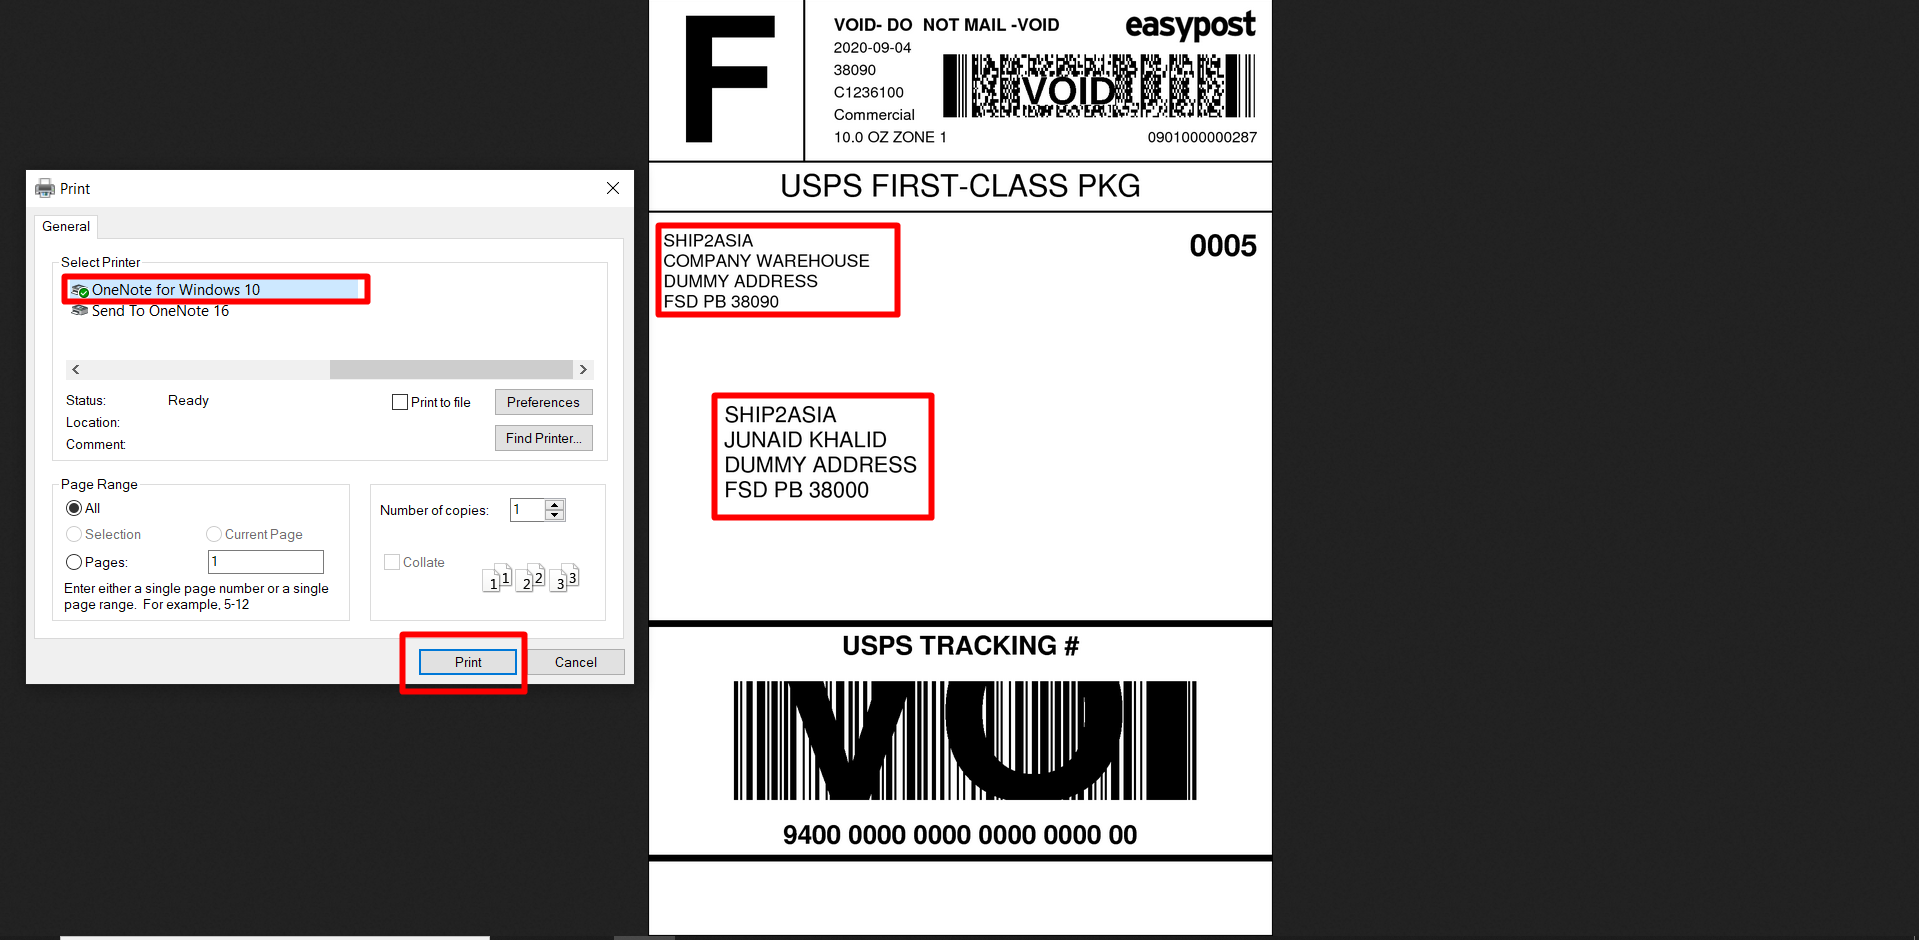 Print
General
Select Printer
OneNote for Windows 10
Send To OneNote 16
Status: Ready
Location:
Comment:
Print to file
Preferences
Find Printer...
Page Range
All
Selection
Current Page
Pages: 1
Enter either a single page number or a single
page range. For example, 5-12
Number of copies: 1
Collate
1 1 2 2 3 3
Print
Cancel
F
VOID- DO NOT MAIL -VOID
easypost
2020-09-04
38090
C1236100
Commercial
10.0 OZ ZONE 1
VOID
0901000000287
USPS FIRST-CLASS PKG
SHIP2ASIA
COMPANY WAREHOUSE
DUMMY ADDRESS
FSD PB 38090
0005
SHIP2ASIA
JUNAID KHALID
DUMMY ADDRESS
FSD PB 38000
USPS TRACKING #
VOI
9400 0000 0000 0000 0000 00